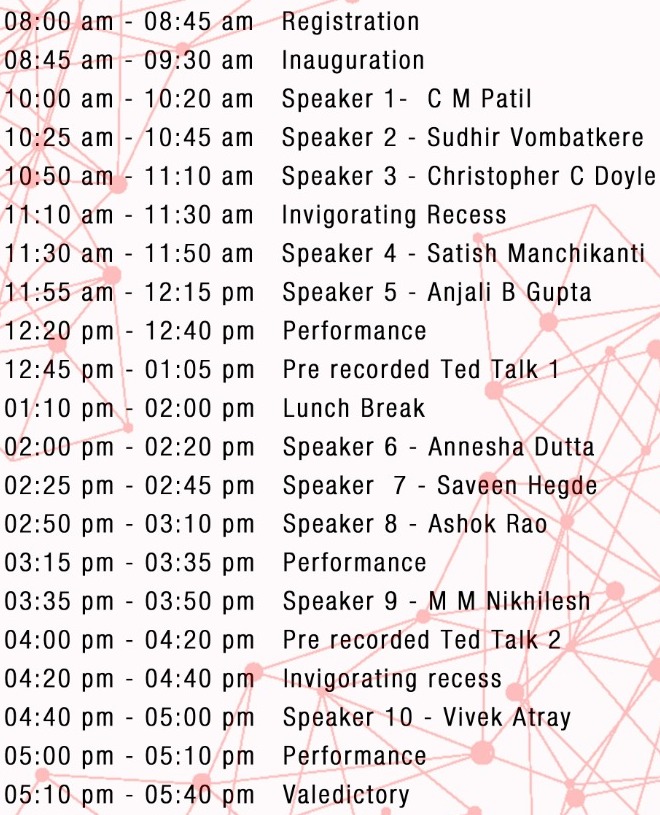 08:00 am - 08:45 am Registration
08:45 am - 09:30 am Inauguration
10:00 am - 10:20 am Speaker 1- C M Patil
10:25 am - 10:45 am Speaker 2 - Sudhir Vombatkere
10:50 am - 11:10 am Speaker 3 - Christopher C Doyle
11:10 am - 11:30 am Invigorating Recess
11:30 am - 11:50 am Speaker 4 - Satish Manchikanti
11:55 am - 12:15 pm Speaker 5 - Anjali B Gupta
12:20 pm - 12:40 pm Performance
12:45 pm - 01:05 pm Pre recorded Ted Talk 1
01:10 pm - 02:00 pm Lunch Break
02:00 pm - 02:20 pm Speaker 6 - Annesha Dutta
02:25 pm - 02:45 pm Speaker 7 - Saveen Hegde
02:50 pm - 03:10 pm Speaker 8 - Ashok Rao
03:15 pm - 03:35 pm Performance
03:35 pm - 03:50 pm Speaker 9 - M M Nikhilesh
04:00 pm - 04:20 pm Pre recorded Ted Talk 2
04:20 pm - 04:40 pm Invigorating recess
04:40 pm - 05:00 pm Speaker 10 - Vivek Atray
05:00 pm - 05:10 pm Performance
05:10 pm - 05:40 pm Valedictory